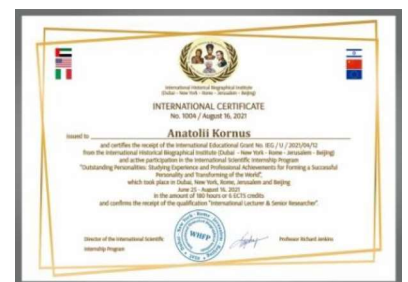 International Historical Biographical Institute
(Dubai - New York - Rome - Jerusalem - Beijing)
INTERNATIONAL CERTIFICATE
No. 1004 / August 16, 2021
issued to Anatolii Kornus
and certifies the receipt of the International Educational Grant No. IEG / U / 2021/04/12
from the International Historical Biographical Institute (Dubai - New York - Rome - Jerusalem - Beijing)
and active participation in the International Scientific Internship Program
"Outstanding Personalities: Studying Experience and Professional Achievements for Forming a Successful
Personality and Transforming of the World",
which took place in Dubai, New York, Rome, Jerusalem and Beijing
June 25 - August 16, 2021
in the amount of 180 hours or 6 ECTS credits
and confirms the receipt of the qualification "International Lecturer & Senior Researcher".
Director of the International Scientific
Internship Program
WHFP
Professor Richard Jenkins